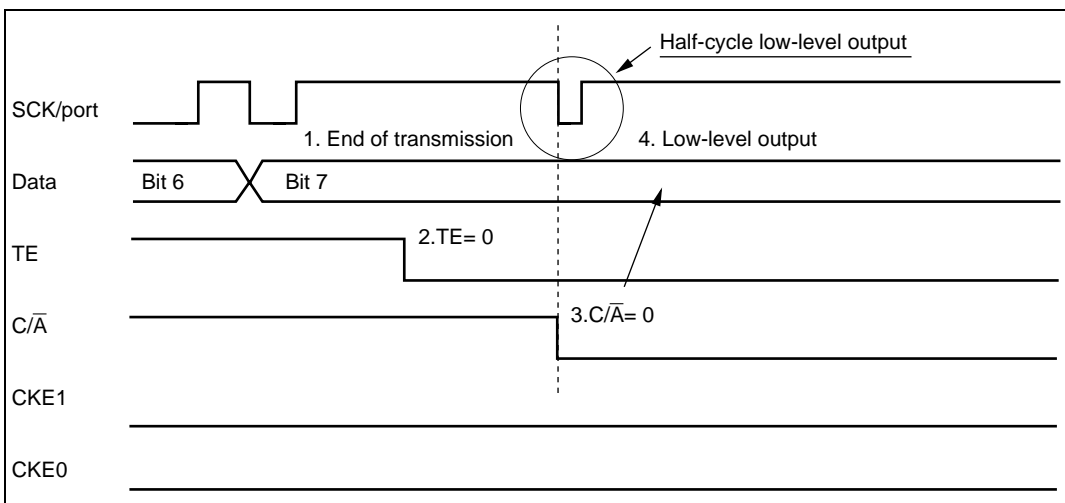 Half-cycle low-level output
SCK/port
1. End of transmission
4. Low-level output
Data
Bit 6
Bit 7
TE
2.TE= 0
C/A̅
3.C/A̅= 0
CKE1
CKE0